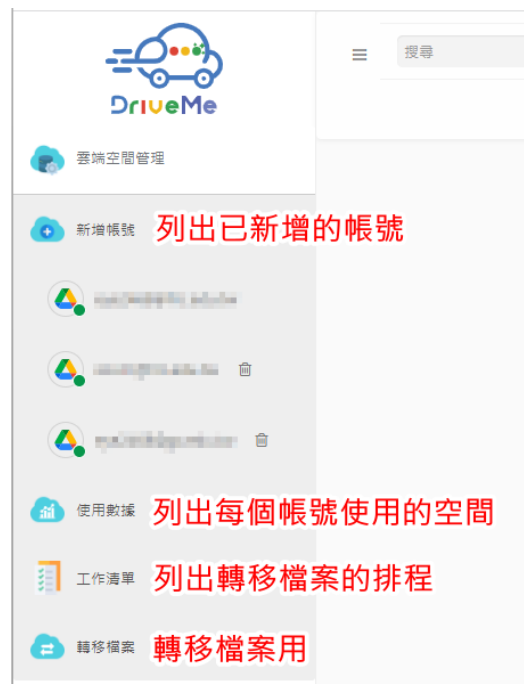 DriveMe
搜尋
雲端空間管理
新增帳號 列出已新增的帳號
使用數據 列出每個帳號使用的空間
工作清單 列出轉移檔案的排程
轉移檔案 轉移檔案用